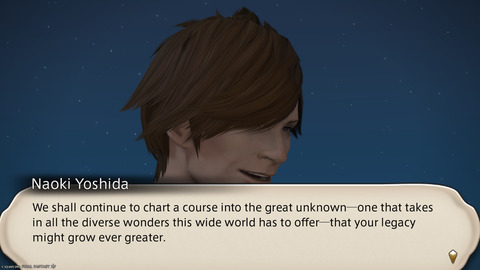 Naoki Yoshida
We shall continue to chart a course into the great unknown—one that takes
in all the diverse wonders this wide world has to offer—that your legacy
might grow ever greater.